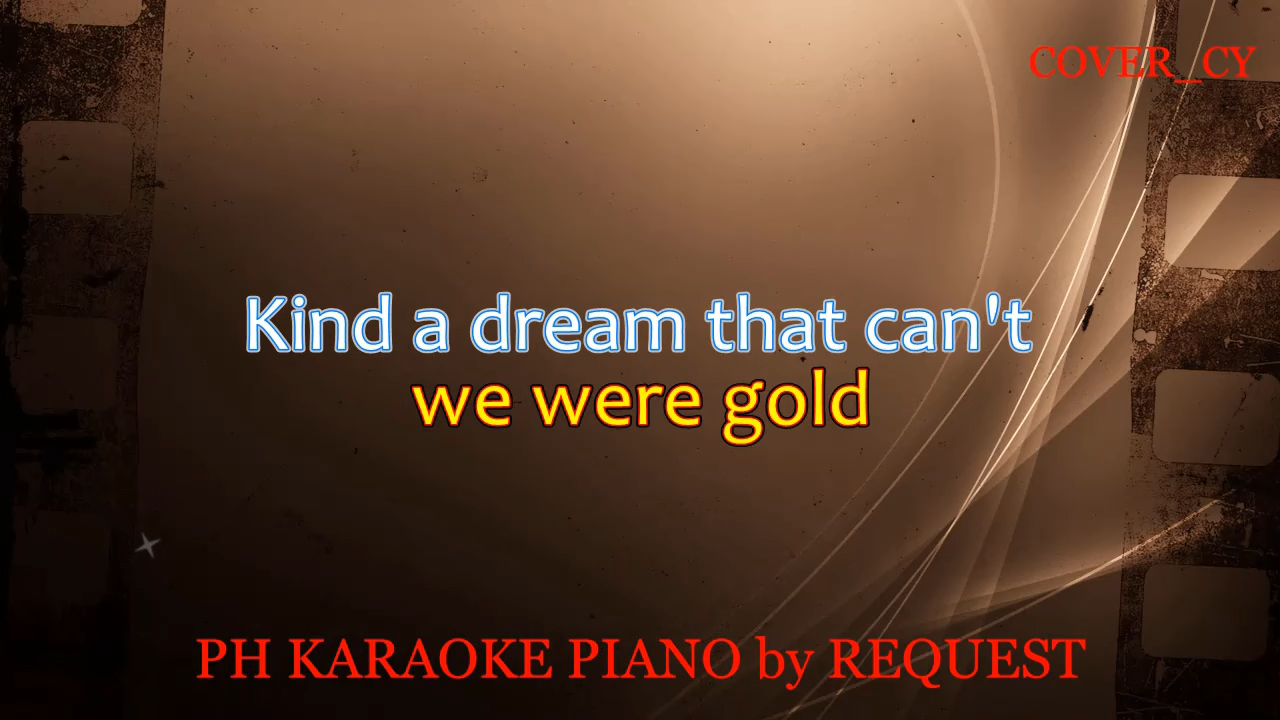 COVER_CY
Kind a dream that can't
we were gold
PH KARAOKE PIANO by REQUEST